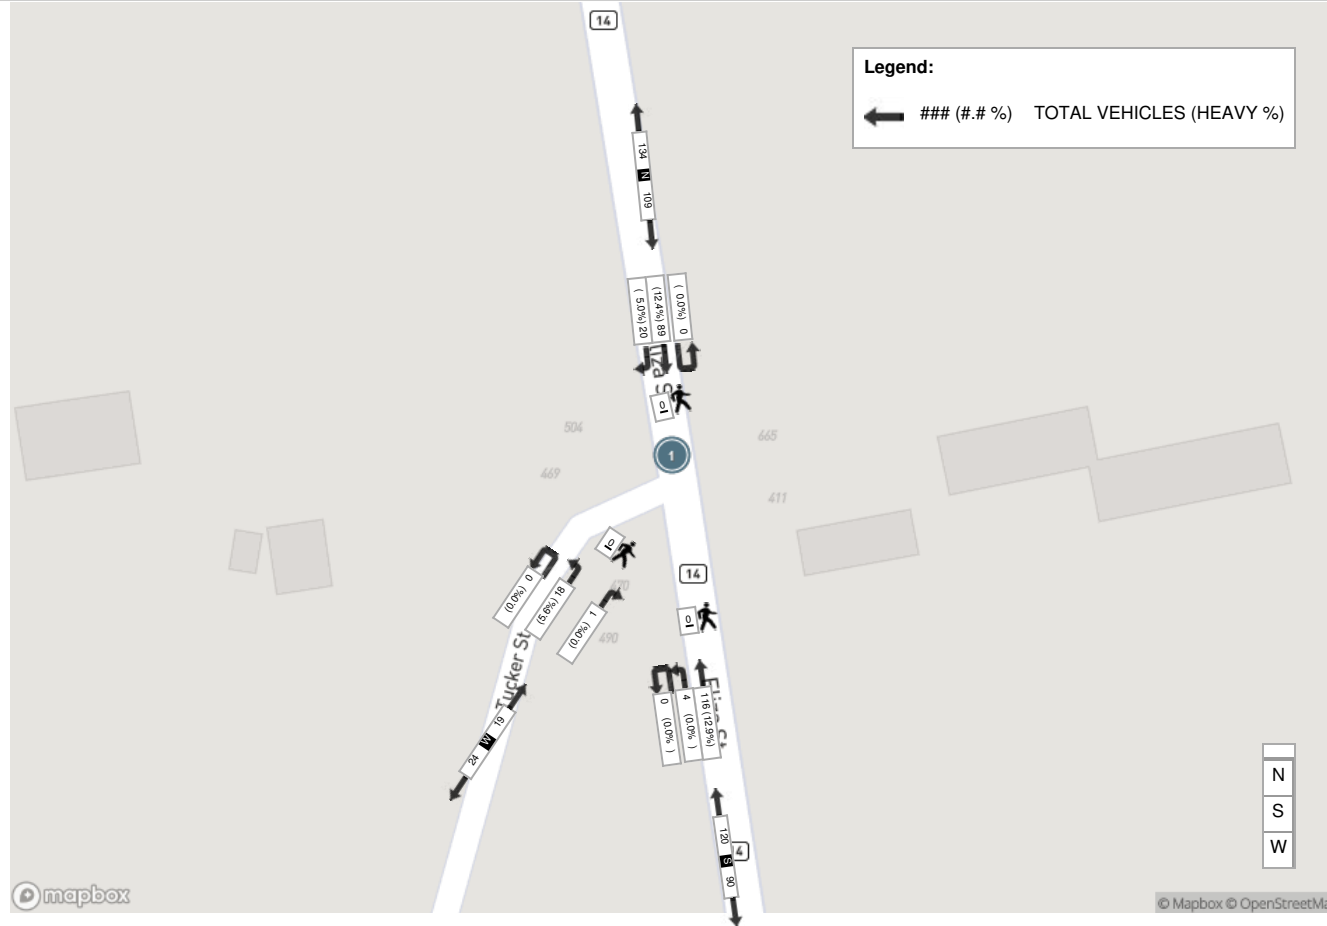 14
Legend:
### (#.# %) TOTAL VEHICLES (HEAVY %)
134 N 109
( 5.0%) 20
(12.4%) 89
( 0.0%) 0
0
504
665
1
469
411
0
(0.0%) 0
(5.6%) 18
(0.0%) 1
14
490
0
Tucker St
0 (0.0% )
4 (0.0% )
116 (12.9%)
19 W 24
120 S 90
N
S
W
mapbox
© Mapbox © OpenStreetMa